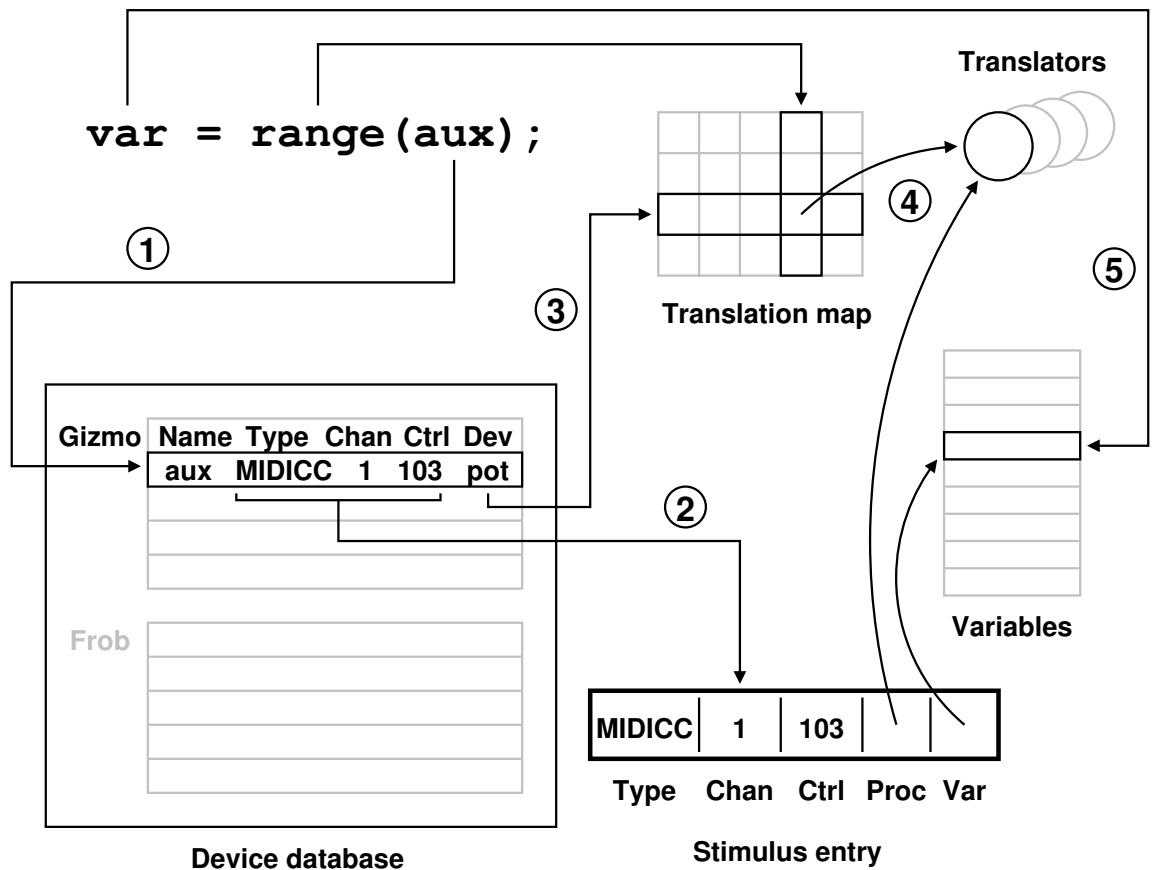 Translators
var = range(aux);
4
1
5
3
Translation map
Gizmo Name Type Chan Ctrl Dev
aux MIDICC 1 103 pot
2
Frob
Variables
MIDICC 1 103
Type Chan Ctrl Proc Var
Stimulus entry
Device database